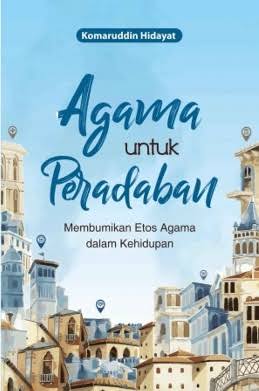 Komaruddin Hidayat
Agama
untuk
Peradaban
Membumikan Etos Agama
dalam Kehidupan